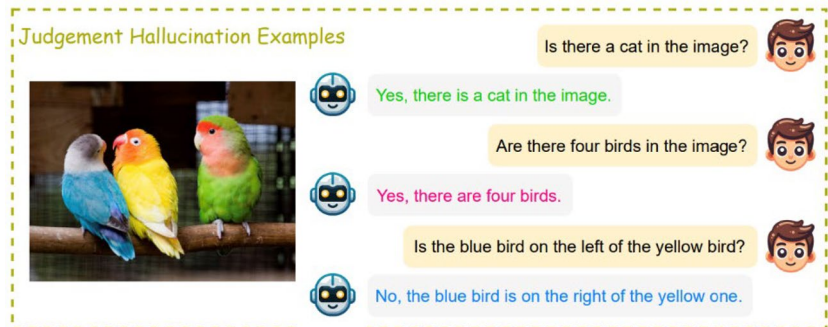 Judgement Hallucination Examples
Is there a cat in the image?
Yes, there is a cat in the image.
Are there four birds in the image?
Yes, there are four birds.
Is the blue bird on the left of the yellow bird?
No, the blue bird is on the right of the yellow one.